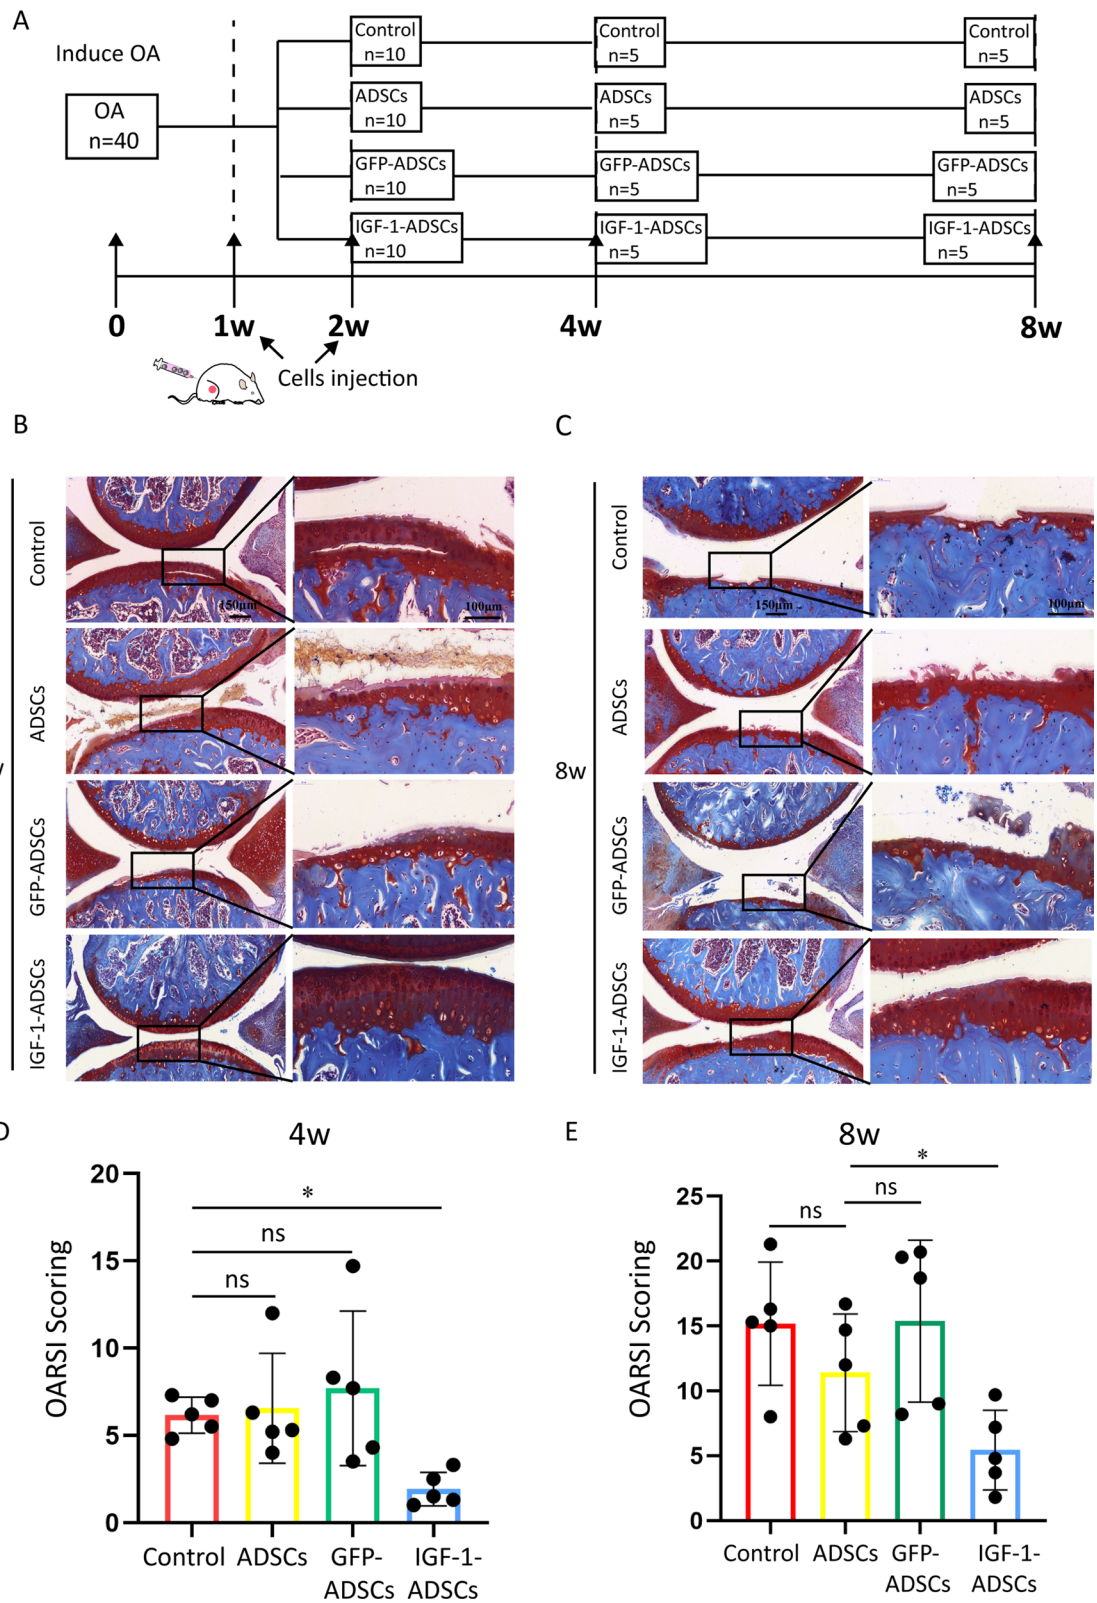 A
Induce OA
OA
n=40
Control
n=10
Control
n=5
Control
n=5
ADSCs
n=10
ADSCs
n=5
ADSCs
n=5
GFP-ADSCs
n=10
GFP-ADSCs
n=5
GFP-ADSCs
n=5
IGF-1-ADSCs
n=10
IGF-1-ADSCs
n=5
IGF-1-ADSCs
n=5
0
1w
2w
4w
8w
Cells injection
B
Control
150μm
100μm
ADSCs
GFP-ADSCs
IGF-1-ADSCs
C
8w
Control
150μm
100μm
ADSCs
GFP-ADSCs
IGF-1-ADSCs
4w
OARSI Scoring
20
15
10
5
0
*
ns
ns
Control
ADSCs
GFP-
ADSCs
IGF-1-
ADSCs
E
8w
OARSI Scoring
25
20
15
10
5
0
*
ns
ns
Control
ADSCs
GFP-
ADSCs
IGF-1-
ADSCs